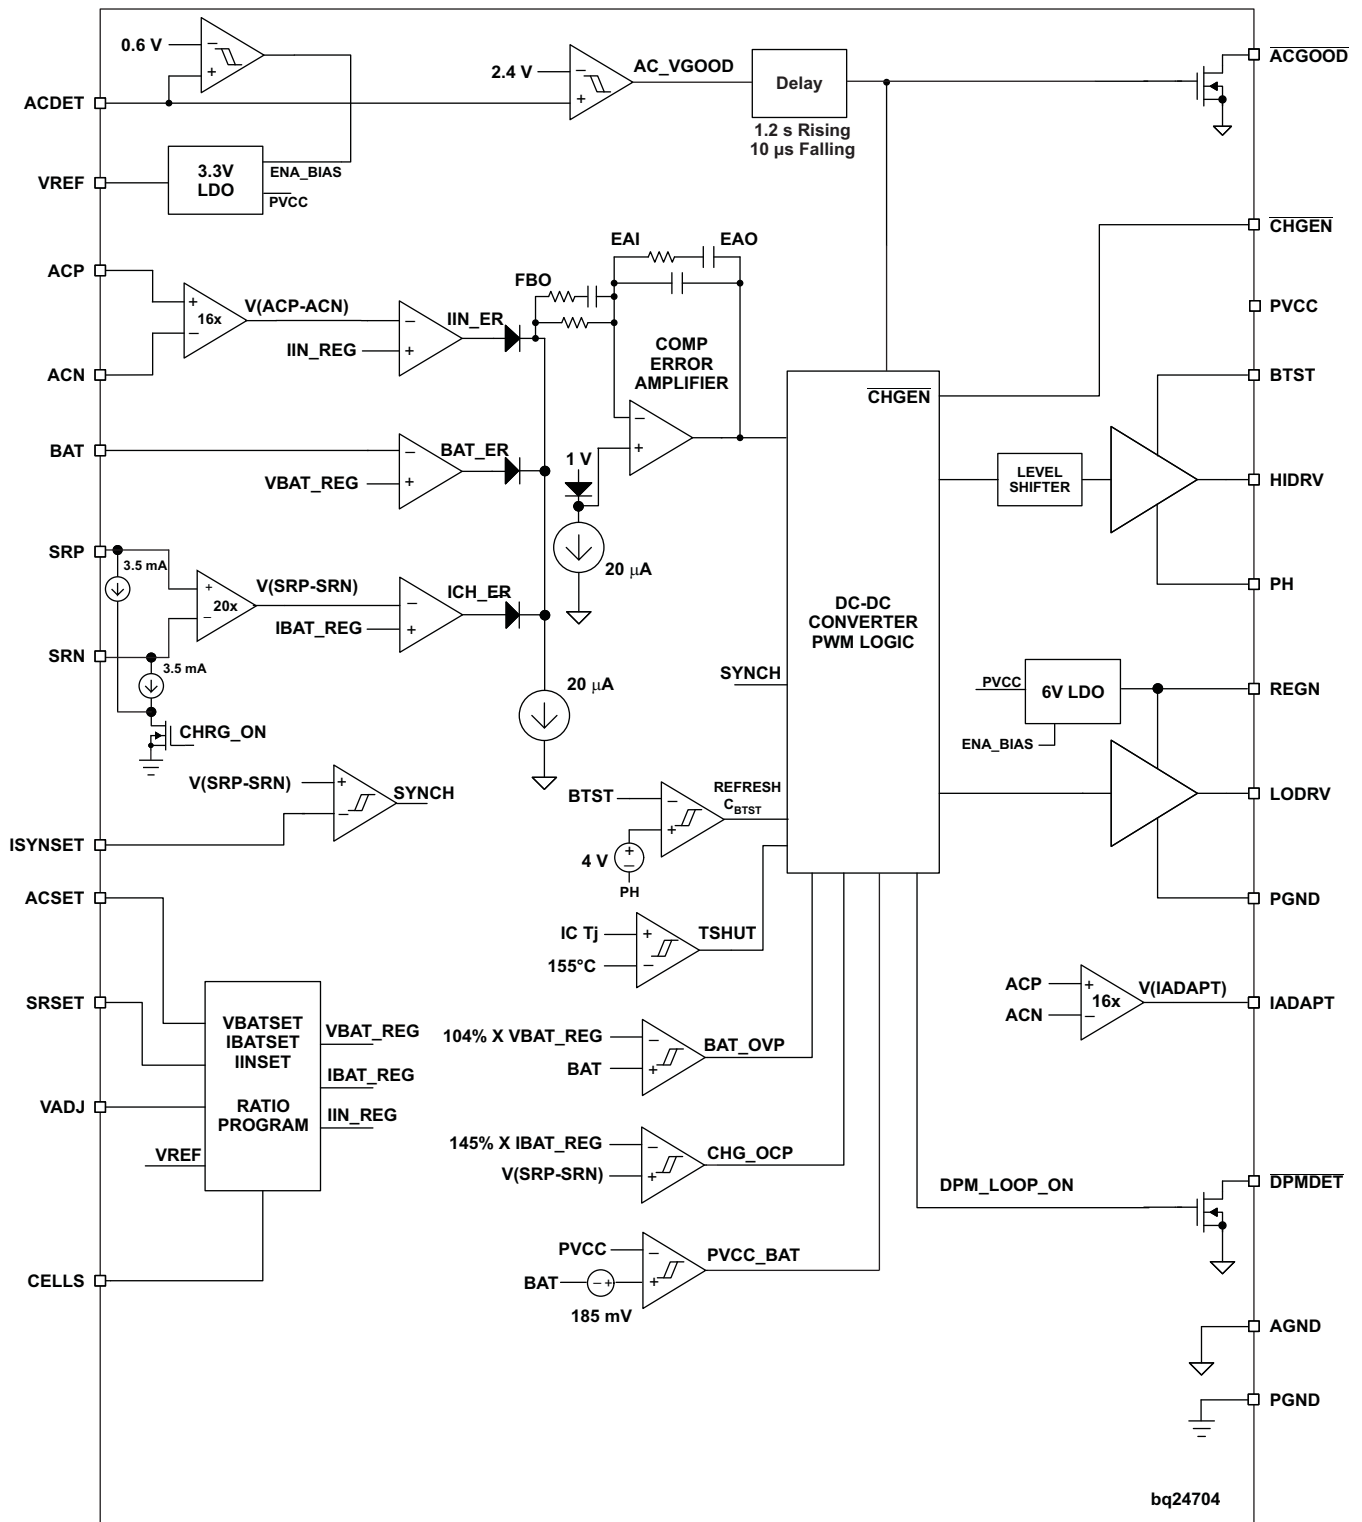 0.6 V
−
+
2.4 V
−
+
AC_VGOOD
Delay
1.2 s Rising
10 µs Falling
ACGOOD
ACDET
VREF
3.3V
LDO
ENA_BIAS
PVCC
CHGEN
EAI
EAO
FBO
ACP
+
16x
−
V(ACP-ACN)
−
+
IIN_ER
IIN_REG
ACN
COMP
ERROR
AMPLIFIER
−
+
CHGEN
PVCC
BTST
BAT
−
+
BAT_ER
VBAT_REG
1 V
20 µA
LEVEL
SHIFTER
HIDRV
PH
SRP
3.5 mA
+
20x
−
V(SRP-SRN)
−
+
ICH_ER
IBAT_REG
SRN
3.5 mA
CHRG_ON
20 µA
DC-DC
CONVERTER
PWM LOGIC
SYNCH
PVCC
6V LDO
ENA_BIAS
REGN
V(SRP-SRN)
+
−
SYNCH
ISYNSET
BTST
−
+
REFRESH
CBTST
4 V
+
−
PH
LODRV
PGND
ACSET
IC Tj
+
155°C
−
TSHUT
SRSET
VBATSET
IBATSET
IINSET
RATIO
PROGRAM
VBAT_REG
IBAT_REG
IIN_REG
VADJ
VREF
CELLS
ACP
+
ACN
−
16x
V(IADAPT)
IADAPT
104% X VBAT_REG
−
BAT
+
BAT_OVP
145% X IBAT_REG
−
V(SRP-SRN)
+
CHG_OCP
DPM_LOOP_ON
DPMDET
PVCC
−
BAT
− +
+
185 mV
PVCC_BAT
AGND
PGND
bq24704